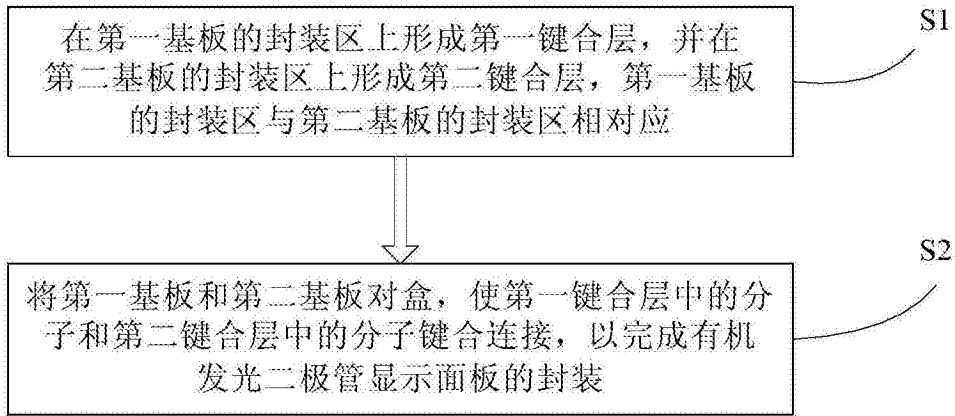 在第一基板的封装区上形成第一键合层，并在
第二基板的封装区上形成第二键合层，第一基板
的封装区与第二基板的封装区相对应
S1
将第一基板和第二基板对盒，使第一键合层中的分
子和第二键合层中的分子键合连接，以完成有机
发光二极管显示面板的封装
S2